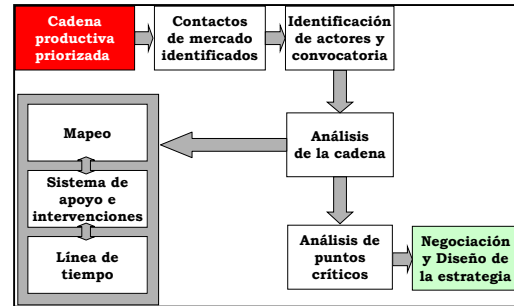 Cadena
productiva
priorizada
Contactos
de mercado
identificados
Identificación
de actores y
convocatoria
Mapeo
Análisis
de la cadena
Sistema de
apoyo e
intervenciones
Línea de
tiempo
Análisis de
puntos
críticos
Negociación
y Diseño de
la estrategia